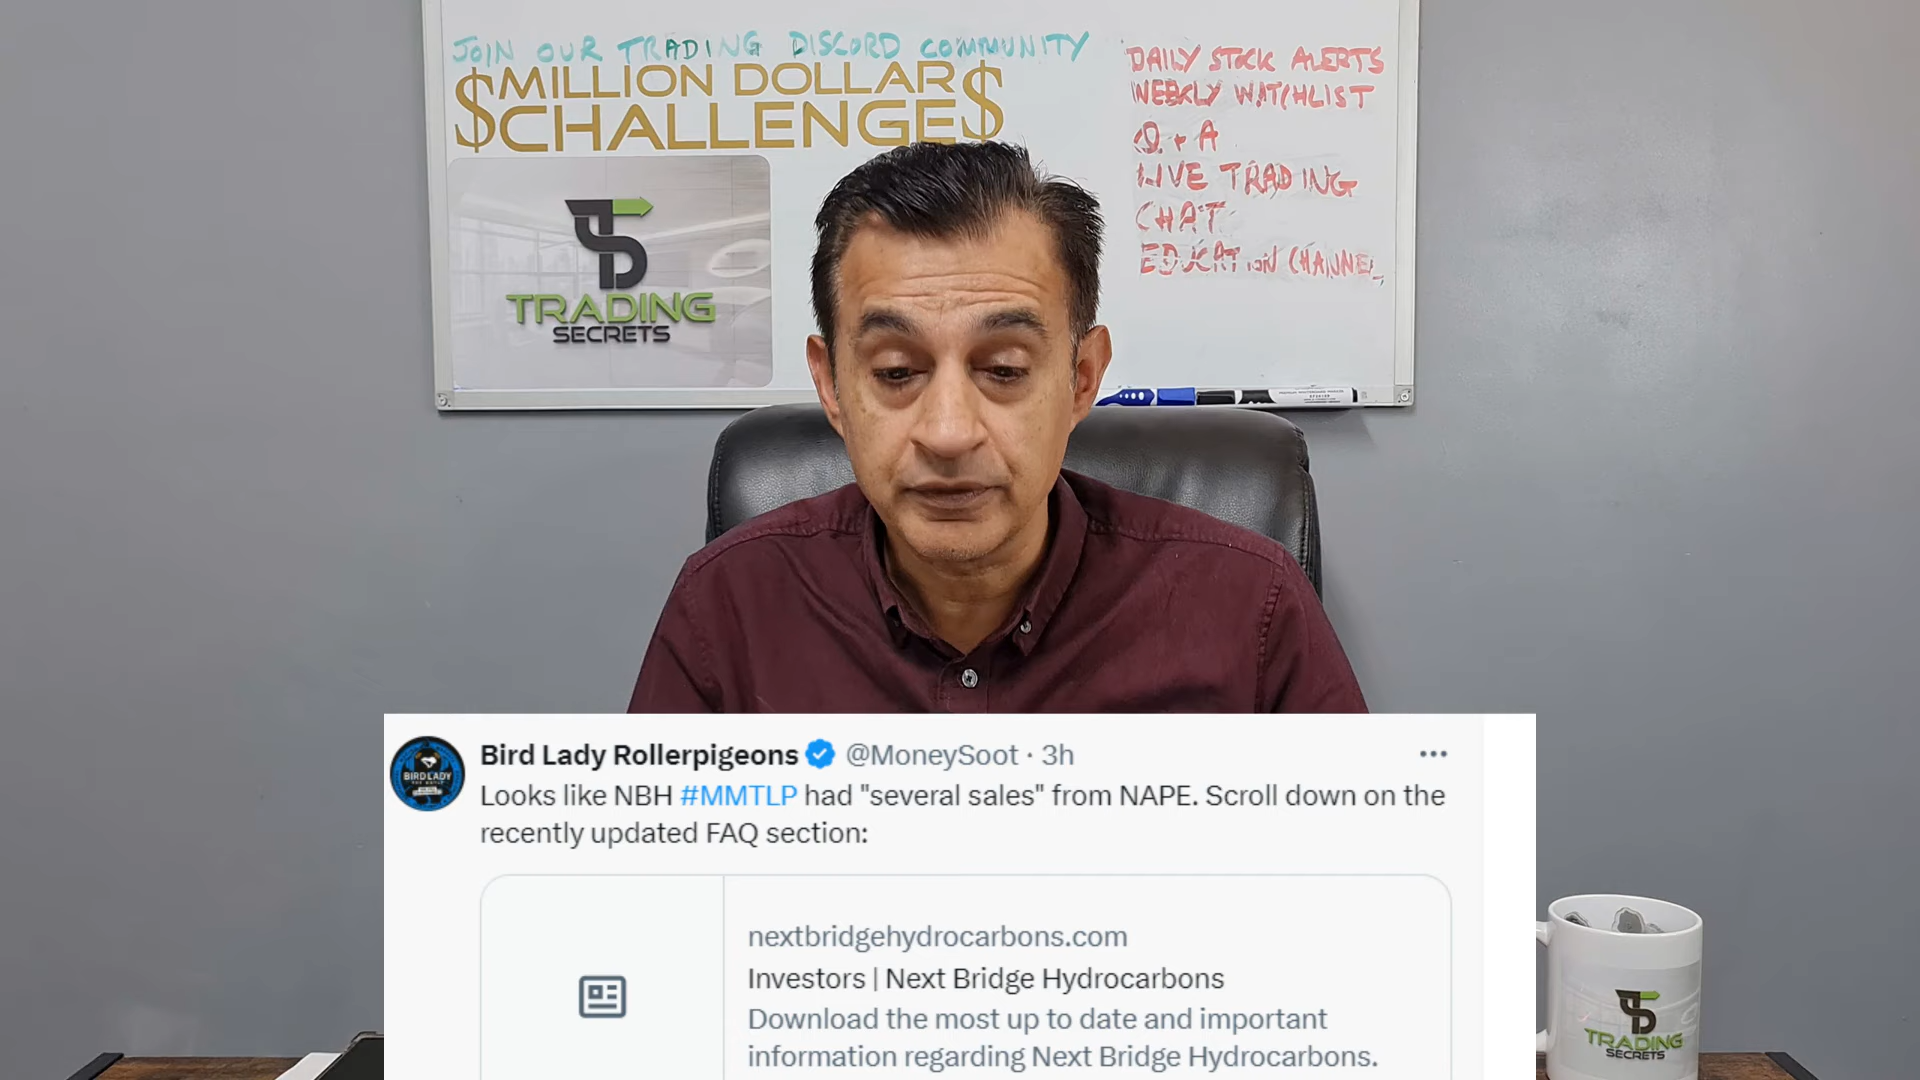 JOIN OUR TRADING DISCORD COMMUNITY
$MILLION DOLLAR$
CHALLENGE
DAILY STOCK ALERTS
WEEKLY WATCHLIST
Q + A
LIVE TRADING
CHAT
EDUCATION CHANNEL
TRADING
SECRETS
BIRD LADY
Bird Lady Rollerpigeons @MoneySoot · 3h
Looks like NBH #MMTLP had "several sales" from NAPE. Scroll down on the
recently updated FAQ section:
nextbridgehydrocarbons.com
Investors | Next Bridge Hydrocarbons
Download the most up to date and important
information regarding Next Bridge Hydrocarbons.
TRADING
SECRETS